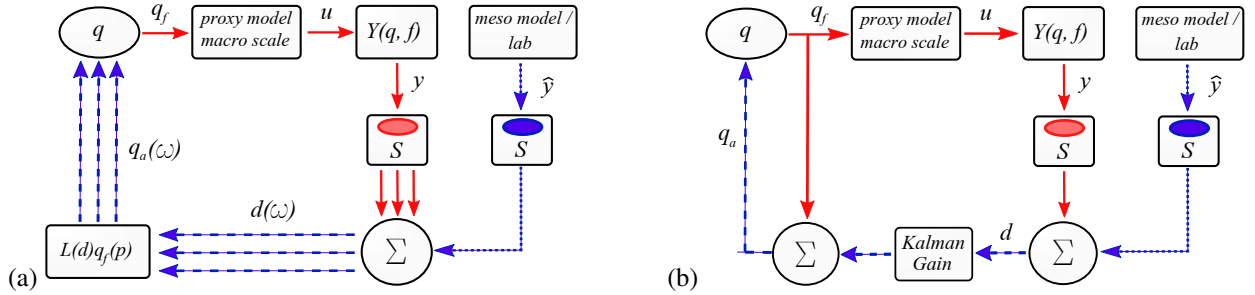 q
q_f
proxy model
macro scale
u
Y(q, f)
meso model /
lab
y
ŷ
S
S
q_a(ω)
d(ω)
L(d)q_f(p)
Σ
(a)
q
q_f
proxy model
macro scale
u
Y(q, f)
meso model /
lab
y
ŷ
S
S
q_a
Σ
Kalman
Gain
d
Σ
(b)